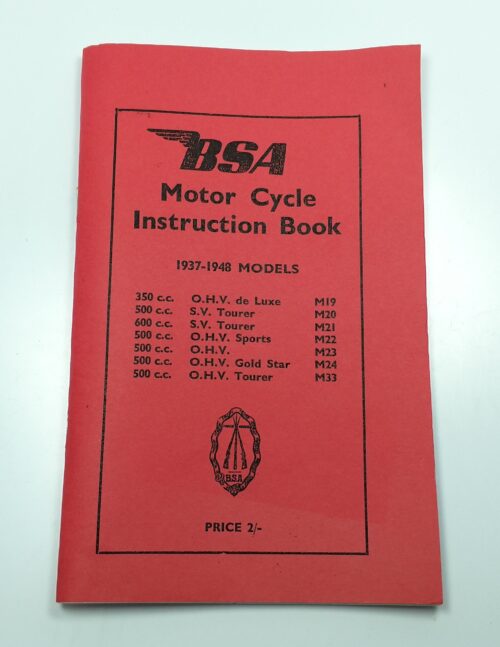 BSA
Motor Cycle
Instruction Book
1937-1948 MODELS
350 c.c. O.H.V. de Luxe M19
500 c.c. S.V. Tourer M20
600 c.c. S.V. Tourer M21
500 c.c. O.H.V. Sports M22
500 c.c. O.H.V. M23
500 c.c. O.H.V. Gold Star M24
500 c.c. O.H.V. Tourer M33
B.S.A.
PRICE 2/-